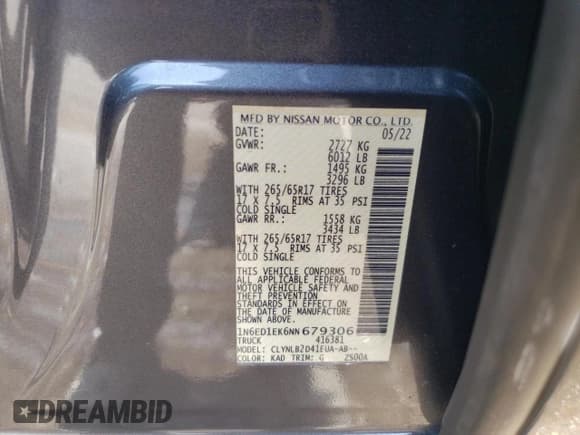 MFD BY NISSAN MOTOR CO., LTD.
DATE: 05/22
GVWR: 2727 KG
6012 LB
GAWR FR.: 1495 KG
3296 LB
WITH 265/65R17 TIRES
17 X 7.5 RIMS AT 35 PSI
COLD SINGLE
GAWR RR.: 1558 KG
3434 LB
WITH 265/65R17 TIRES
17 X 7.5 RIMS AT 35 PSI
COLD SINGLE
THIS VEHICLE CONFORMS TO
ALL APPLICABLE FEDERAL
MOTOR VEHICLE SAFETY AND
THEFT PREVENTION
STANDARDS IN EFFECT ON
THE DATE OF MANUFACTURE
SHOWN ABOVE.
1N6ED1EK6NN679306
TRUCK 416381
MODEL: CLYNLB2D41EUA-AB--
COLOR: KAD TRIM: G 2S00A
DREAMBID